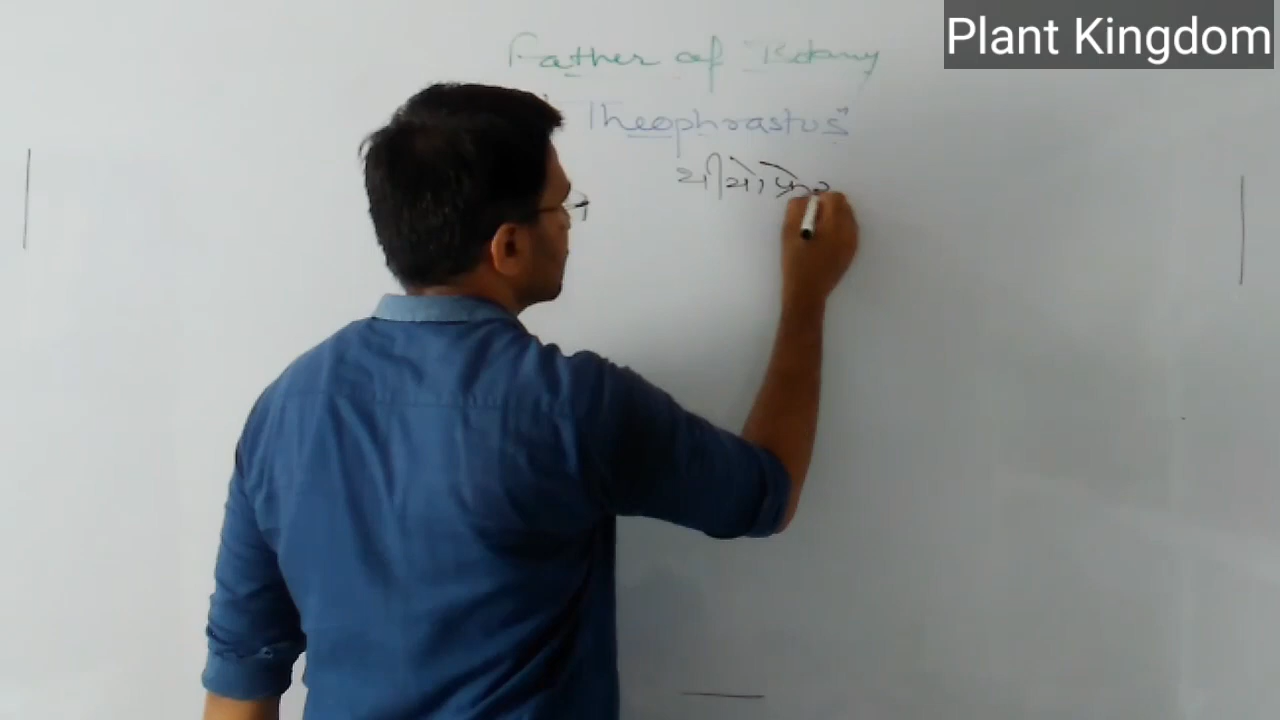 Plant Kingdom
Father of Botany
Theophrastus"
थीयोफ्र